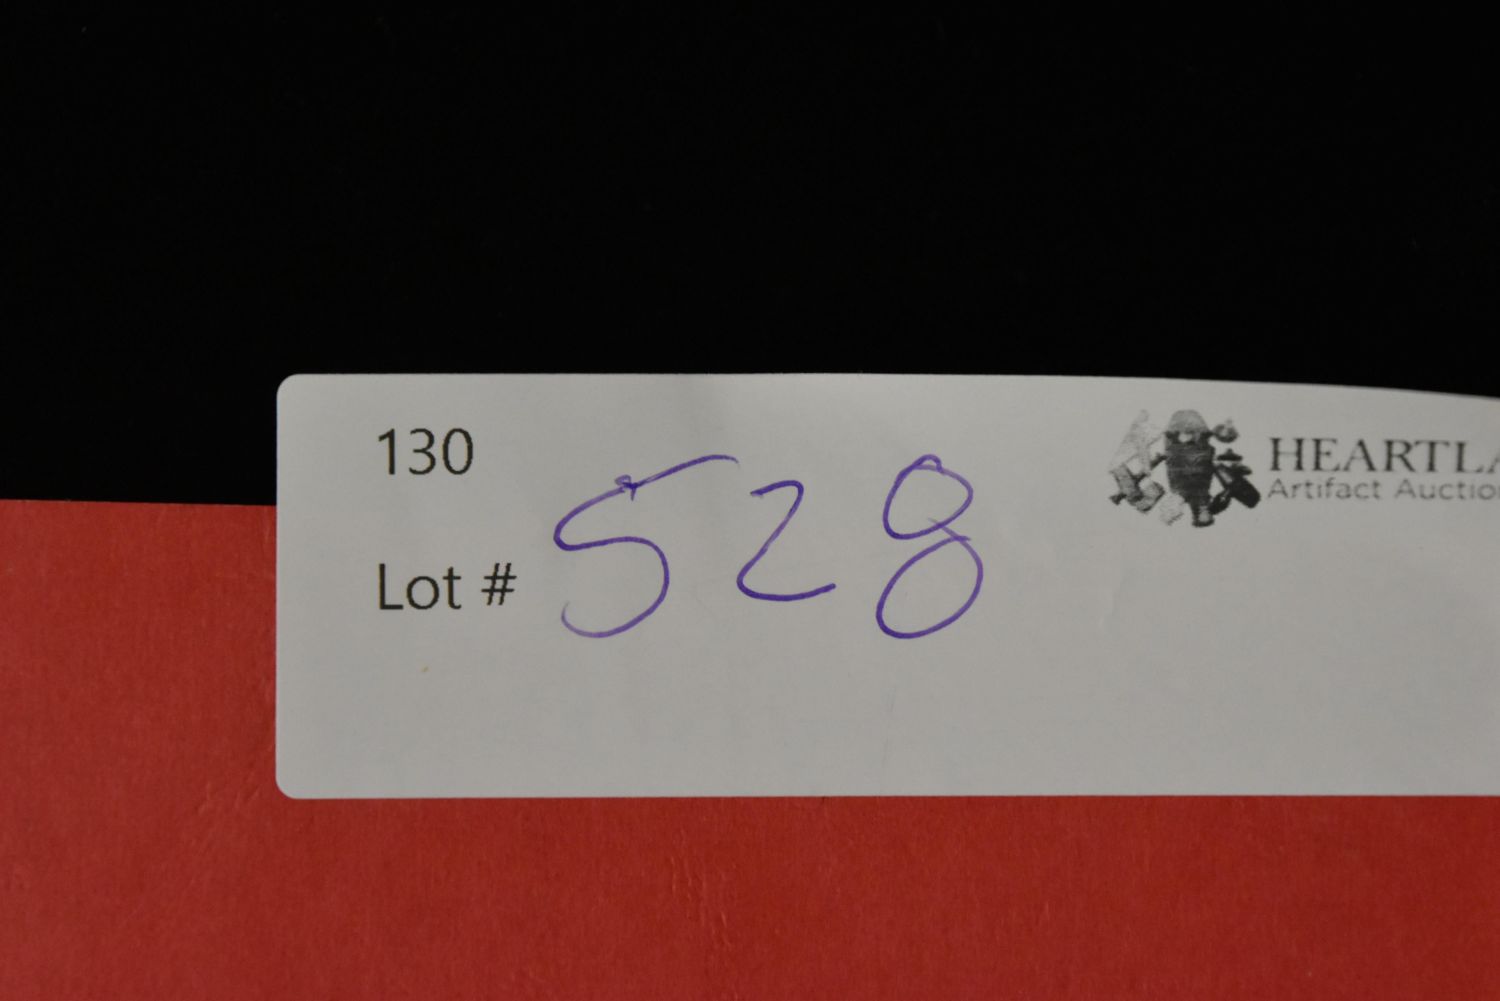 130
Lot # 528
HEARTLA
Artifact Auctio